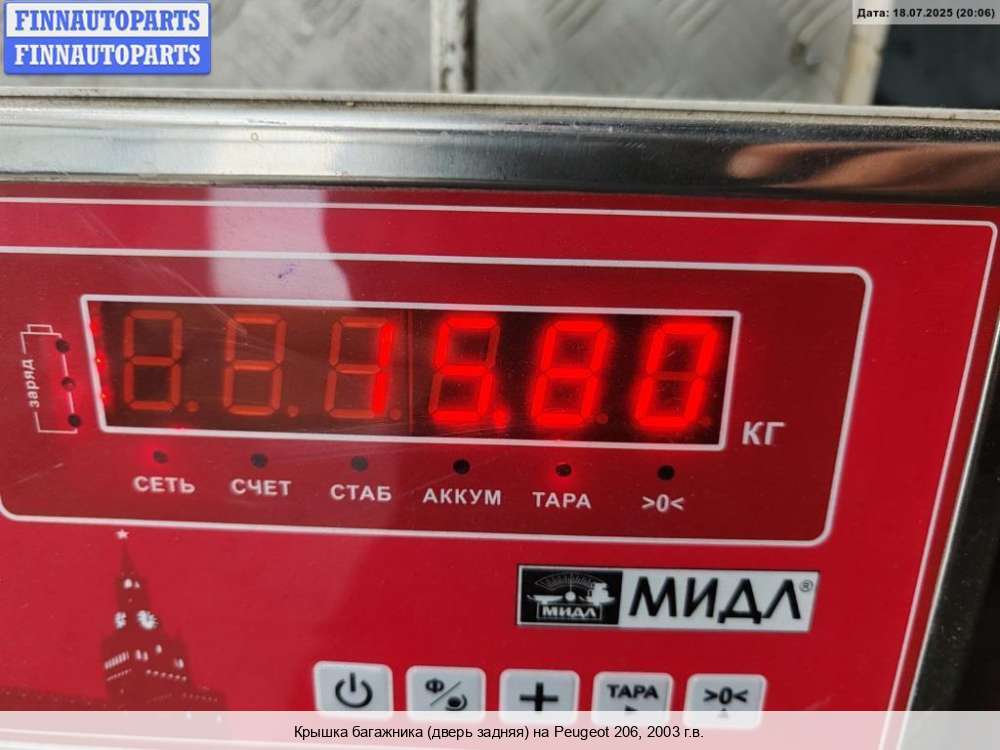 FINNAUTOPARTS
FINNAUTOPARTS
Дата: 18.07.2025 (20:06)
заряд
15.80
КГ
СЕТЬ СЧЕТ СТАБ АККУМ ТАРА >0<
МИДЛ МИДЛ®
Ф ТАРА >0<
Крышка багажника (дверь задняя) на Peugeot 206, 2003 г.в.